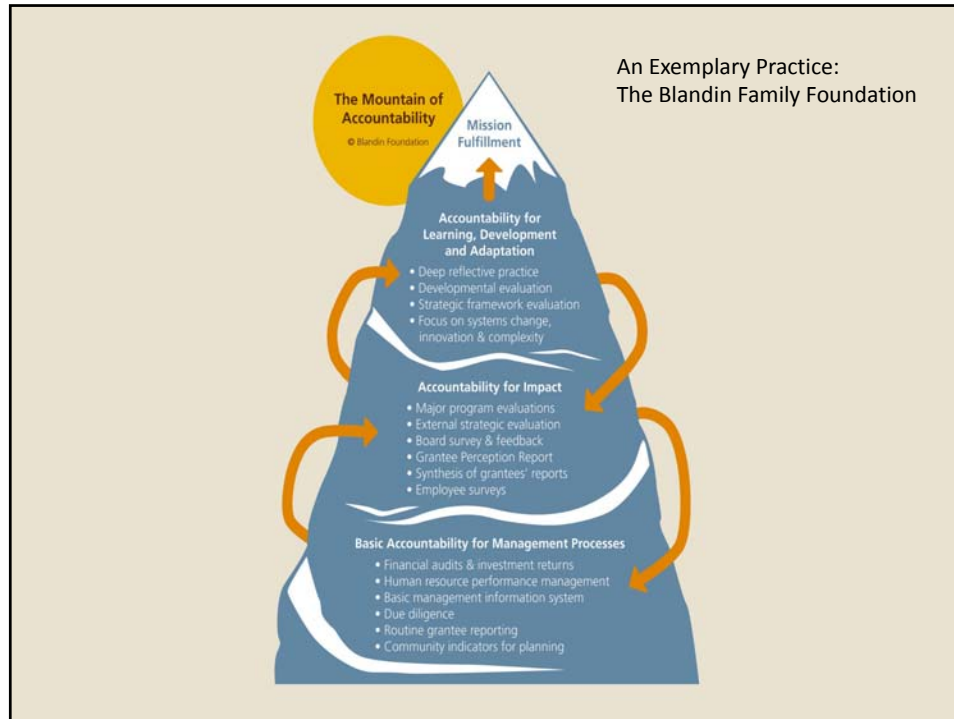 An Exemplary Practice:
The Blandin Family Foundation
The Mountain of
Accountability
© Blandin Foundation
Mission
Fulfillment
Accountability for
Learning, Development
and Adaptation
• Deep reflective practice
• Developmental evaluation
• Strategic framework evaluation
• Focus on systems change,
innovation & complexity
Accountability for Impact
• Major program evaluations
• External strategic evaluation
• Board survey & feedback
• Grantee Perception Report
• Synthesis of grantees' reports
• Employee surveys
Basic Accountability for Management Processes
• Financial audits & investment returns
• Human resource performance management
• Basic management information system
• Due diligence
• Routine grantee reporting
• Community indicators for planning